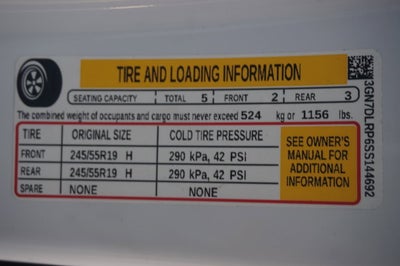 TIRE AND LOADING INFORMATION
SEATING CAPACITY TOTAL 5 FRONT 2 REAR 3
The combined weight of occupants and cargo must never exceed 524 kg or 1156 lbs.
TIRE ORIGINAL SIZE COLD TIRE PRESSURE
FRONT 245/55R19 H 290 kPa, 42 PSI
REAR 245/55R19 H 290 kPa, 42 PSI
SPARE NONE NONE
SEE OWNER'S
MANUAL FOR
ADDITIONAL
INFORMATION
3GN7DLRP6SS144692